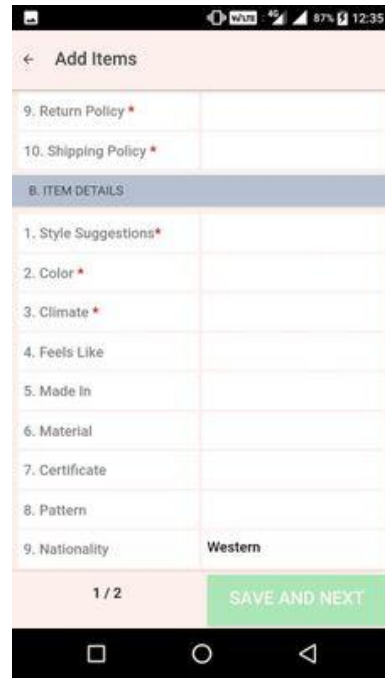 VoLTE 4G 87% 12:35
Add Items
9. Return Policy *
10. Shipping Policy *
B. ITEM DETAILS
1. Style Suggestions*
2. Color *
3. Climate *
4. Feels Like
5. Made In
6. Material
7. Certificate
8. Pattern
9. Nationality Western
1 / 2 SAVE AND NEXT